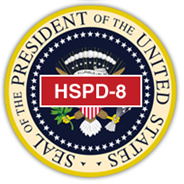 SEAL OF THE PRESIDENT OF THE UNITED STATES
HSPD-8